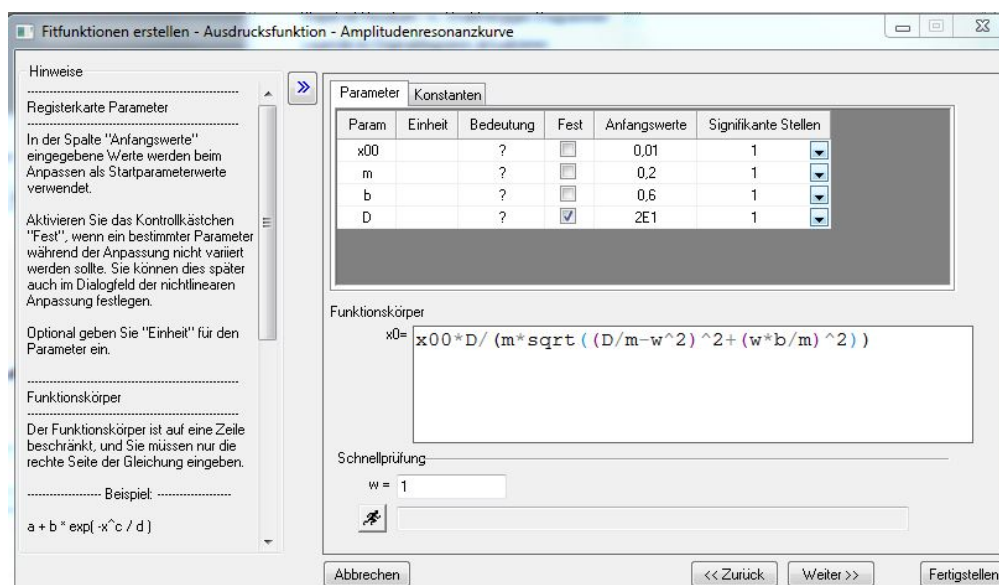 Fitfunktionen erstellen - Ausdrucksfunktion - Amplitudenresonanzkurve
Hinweise
Registerkarte Parameter
In der Spalte "Anfangswerte"
eingegebene Werte werden beim
Anpassen als Startparameterwerte
verwendet.
Aktivieren Sie das Kontrollkästchen
"Fest", wenn ein bestimmter Parameter
während der Anpassung nicht variiert
werden sollte. Sie können dies später
auch im Dialogfeld der nichtlinearen
Anpassung festlegen.
Optional geben Sie "Einheit" für den
Parameter ein.
Funktionskörper
Der Funktionskörper ist auf eine Zeile
beschränkt, und Sie müssen nur die
rechte Seite der Gleichung eingeben.
-------------------- Beispiel: --------------------
a + b * exp( -x^c / d )
Parameter Konstanten
Param Einheit Bedeutung Fest Anfangswerte Signifikante Stellen
x00 ? 0,01 1
m ? 0,2 1
b ? 0,6 1
D ? 2E1 1
Funktionskörper
x0= x00*D/(m*sqrt((D/m-w^2)^2+(w*b/m)^2))
Schnellprüfung
w = 1
Abbrechen << Zurück Weiter >> Fertigstellen